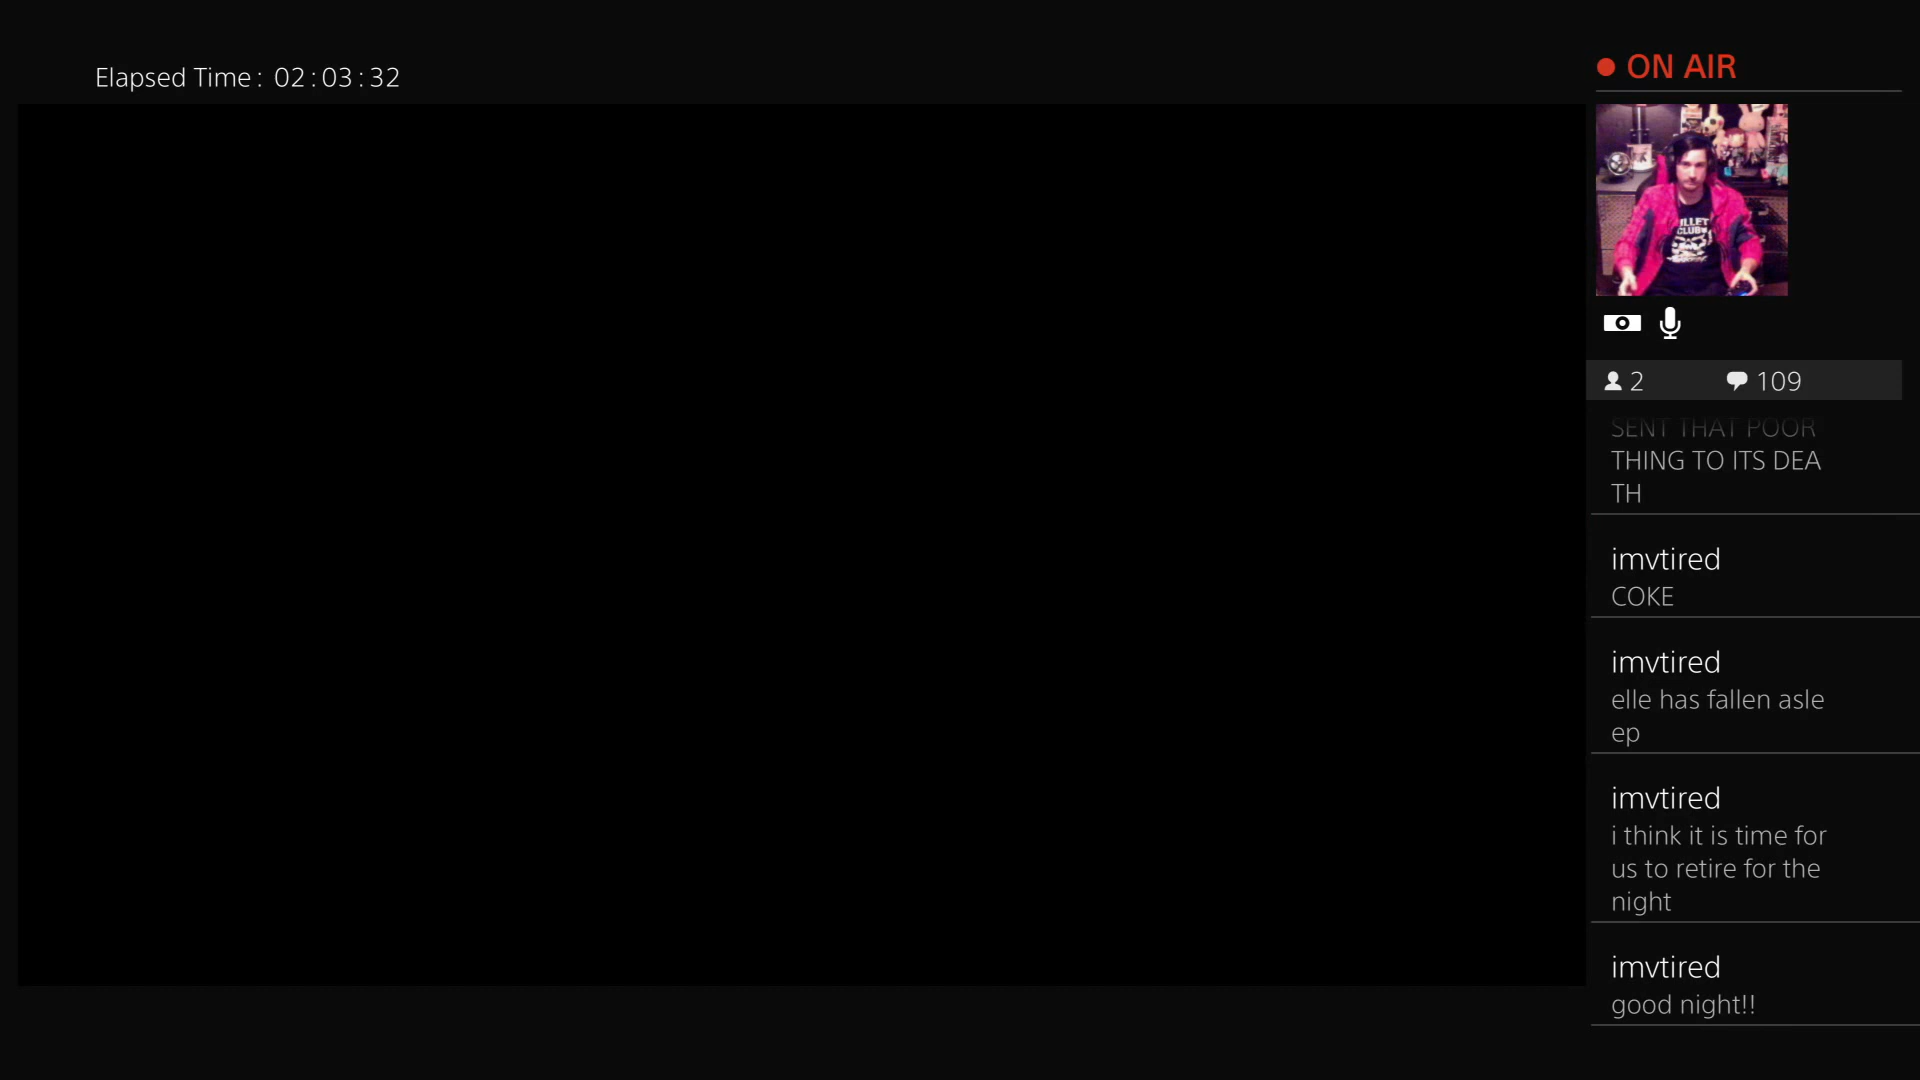 Elapsed Time: 02:03:32
ON AIR
CLUB
2 109
SENT THAT POOR
THING TO ITS DEA
TH
imvtired
COKE
imvtired
elle has fallen asle
ep
imvtired
i think it is time for
us to retire for the
night
imvtired
good night!!